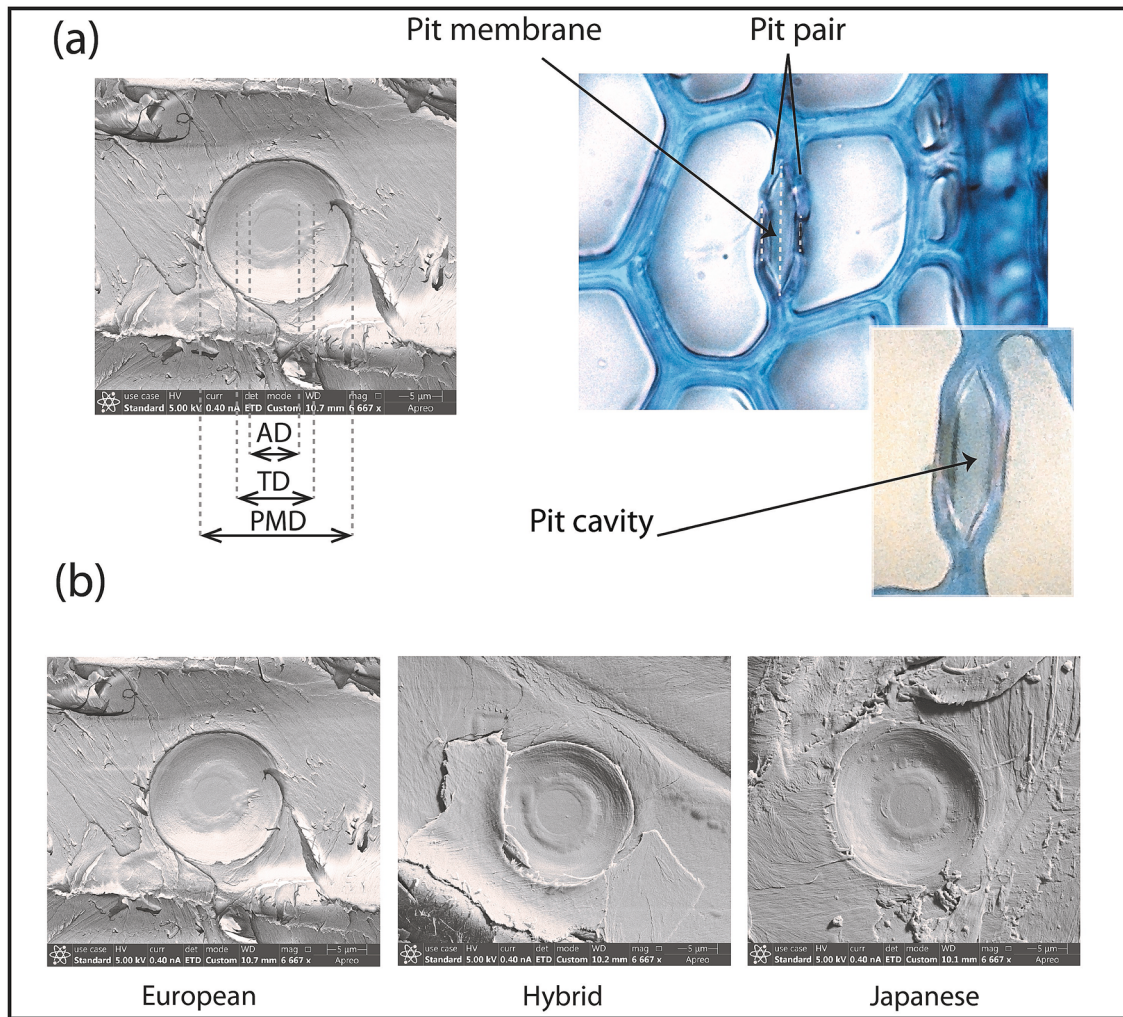 (a)
Pit membrane
Pit pair
use case HV curr det mode WD mag □ 5 µm
Standard 5.00 kV 0.40 nA ETD Custom 10.7 mm 6 667 x Apreo
AD
TD
PMD
Pit cavity
(b)
use case HV curr det mode WD mag □ 5 µm
Standard 5.00 kV 0.40 nA ETD Custom 10.7 mm 6 667 x Apreo
use case HV curr det mode WD mag □ 5 µm
Standard 5.00 kV 0.40 nA ETD Custom 10.2 mm 6 667 x Apreo
use case HV curr det mode WD mag □ 5 µm
Standard 5.00 kV 0.40 nA ETD Custom 10.1 mm 6 667 x Apreo
European
Hybrid
Japanese